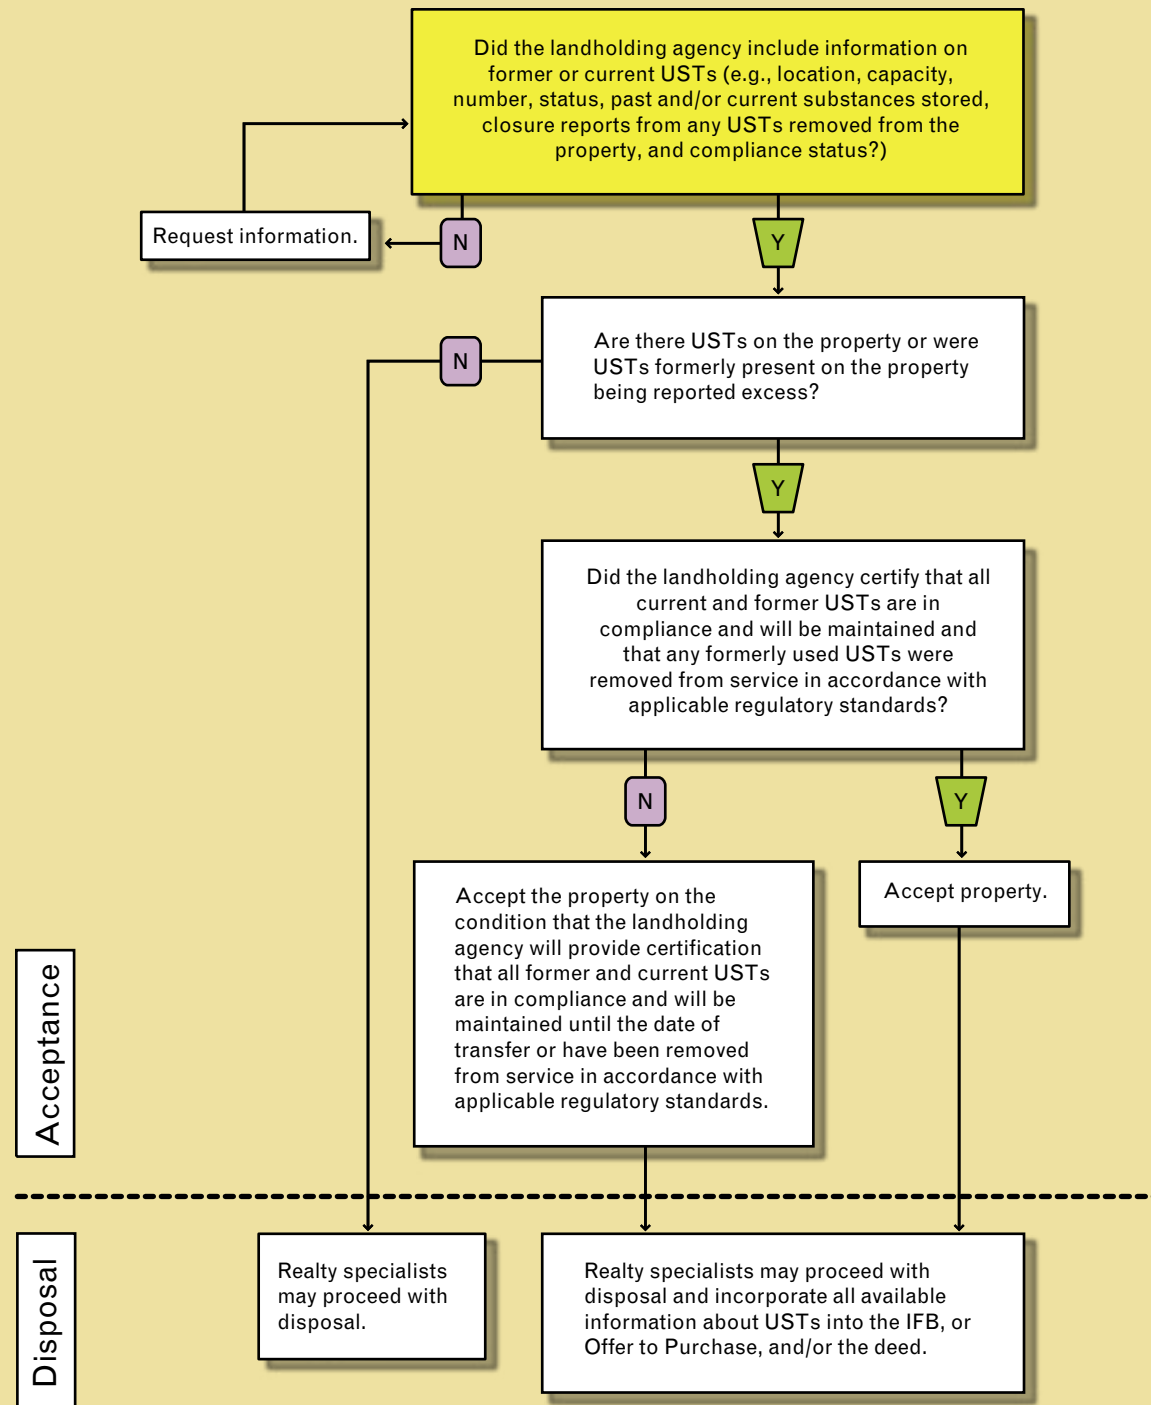 Did the landholding agency include information on
former or current USTs (e.g., location, capacity,
number, status, past and/or current substances stored,
closure reports from any USTs removed from the
property, and compliance status?)
Request information.
N
Y
Are there USTs on the property or were
USTs formerly present on the property
being reported excess?
N
Y
Did the landholding agency certify that all
current and former USTs are in
compliance and will be maintained and
that any formerly used USTs were
removed from service in accordance with
applicable regulatory standards?
N
Y
Accept the property on the
condition that the landholding
agency will provide certification
that all former and current USTs
are in compliance and will be
maintained until the date of
transfer or have been removed
from service in accordance with
applicable regulatory standards.
Accept property.
Acceptance
Disposal
Realty specialists
may proceed with
disposal.
Realty specialists may proceed with
disposal and incorporate all available
information about USTs into the IFB, or
Offer to Purchase, and/or the deed.